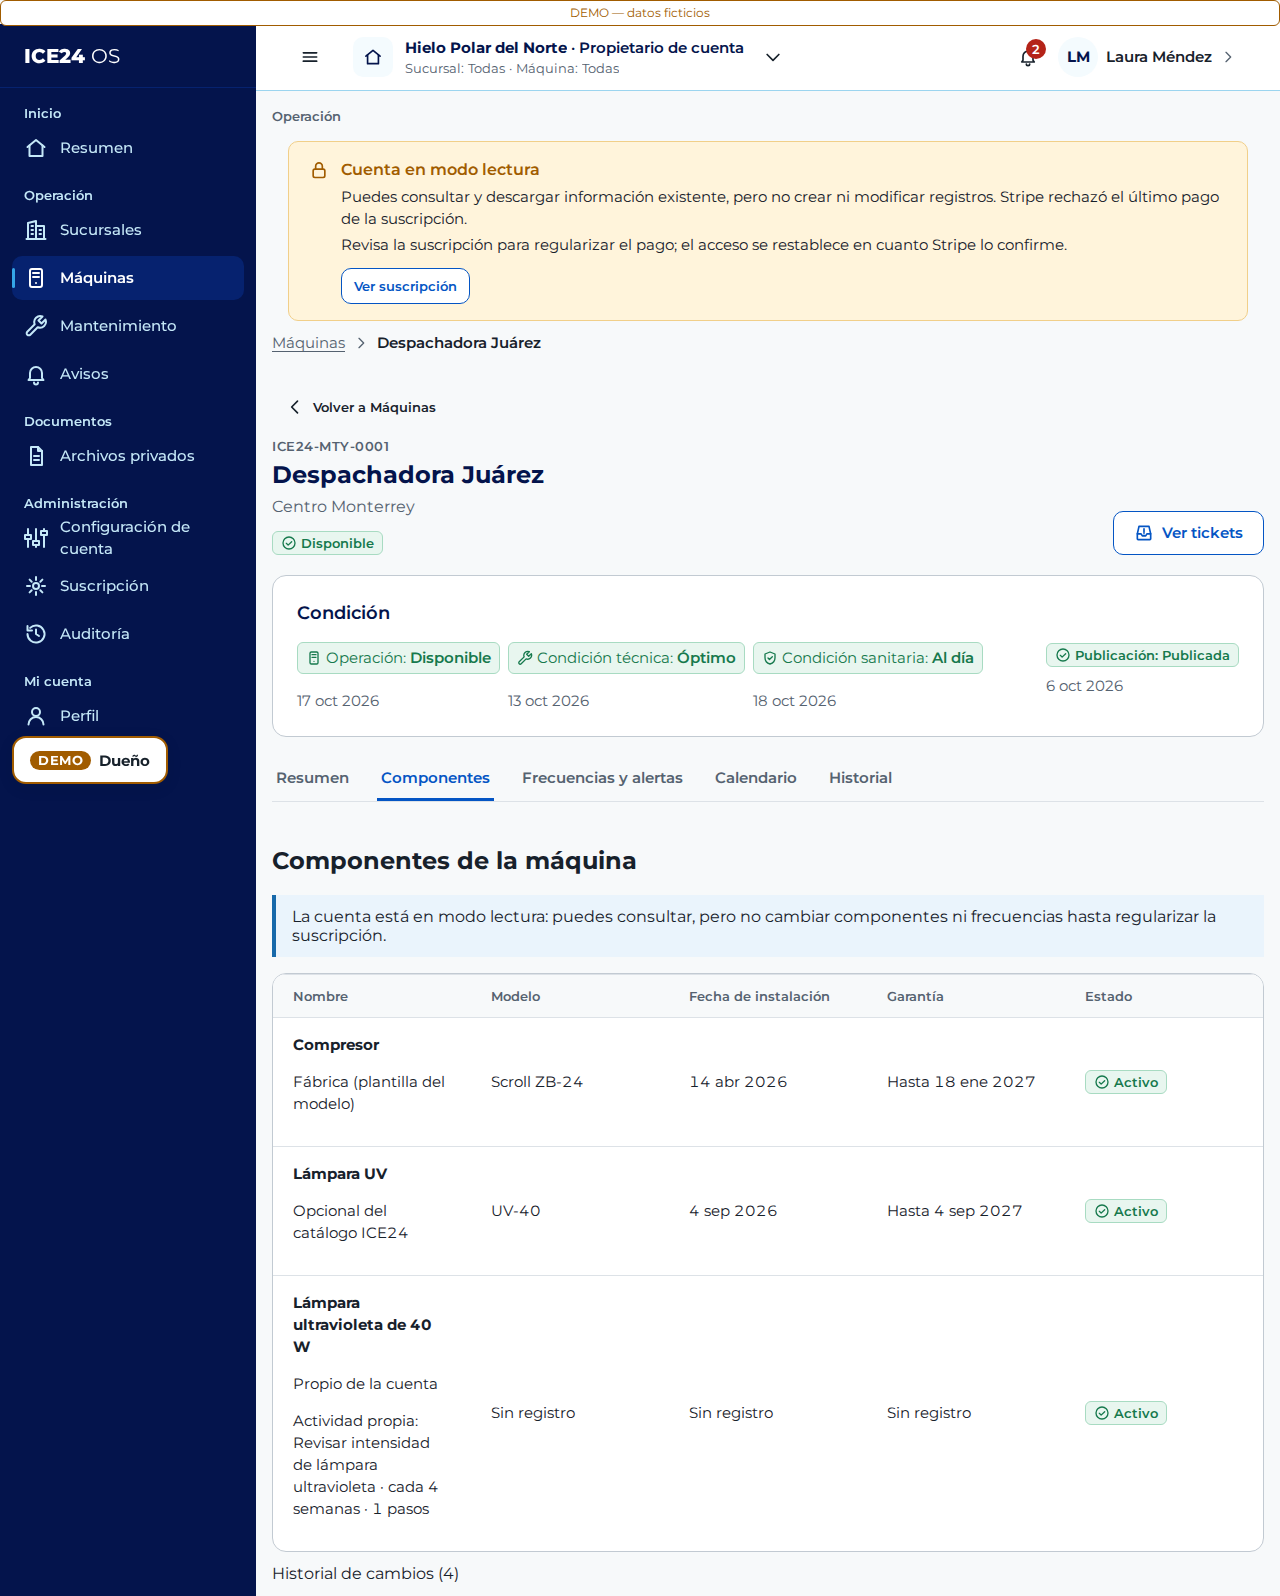 DEMO — datos ficticios
ICE24 OS
Hielo Polar del Norte · Propietario de cuenta
Sucursal: Todas · Máquina: Todas
2
LM
Laura Méndez
Inicio
Resumen
Operación
Sucursales
Máquinas
Mantenimiento
Avisos
Documentos
Archivos privados
Administración
Configuración de
cuenta
Suscripción
Auditoría
Mi cuenta
Perfil
DEMO Dueño
Operación
Cuenta en modo lectura
Puedes consultar y descargar información existente, pero no crear ni modificar registros. Stripe rechazó el último pago
de la suscripción.
Revisa la suscripción para regularizar el pago; el acceso se restablece en cuanto Stripe lo confirme.
Ver suscripción
Máquinas
Despachadora Juárez
Volver a Máquinas
ICE24-MTY-0001
Despachadora Juárez
Centro Monterrey
Disponible
Ver tickets
Condición
Operación: Disponible
17 oct 2026
Condición técnica: Óptimo
13 oct 2026
Condición sanitaria: Al día
18 oct 2026
Publicación: Publicada
6 oct 2026
Resumen
Componentes
Frecuencias y alertas
Calendario
Historial
Componentes de la máquina
La cuenta está en modo lectura: puedes consultar, pero no cambiar componentes ni frecuencias hasta regularizar la
suscripción.
Nombre
Modelo
Fecha de instalación
Garantía
Estado
Compresor
Fábrica (plantilla del
modelo)
Scroll ZB-24
14 abr 2026
Hasta 18 ene 2027
Activo
Lámpara UV
Opcional del
catálogo ICE24
UV-40
4 sep 2026
Hasta 4 sep 2027
Activo
Lámpara
ultravioleta de 40
W
Propio de la cuenta
Actividad propia:
Revisar intensidad
de lámpara
ultravioleta · cada 4
semanas · 1 pasos
Sin registro
Sin registro
Sin registro
Activo
Historial de cambios (4)